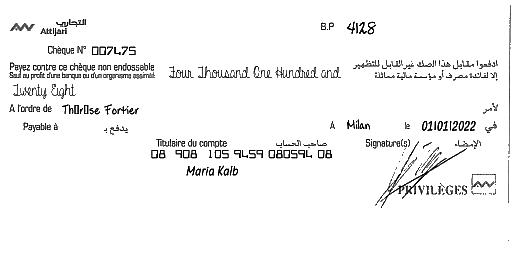 التجاري
Attijari
B.P 4128
Chèque N° 007475
Payez contre ce chèque non endossable
Sauf au profit d'une banque ou d'un organisme assimilé
Four Thousand One Hundred and
ادفعوا مقابل هذا الصك غير القابل للتظهير
إلا لفائدة مصرف أو مؤسسة مالية مماثلة
Twenty Eight
A l'ordre de Th▯r▯se Fortier لأمر
Payable à يدفع بـ
A Milan le 01/01/2022 في
Titulaire du compte صاحب الحساب
Signature(s) الإمضاء
08 908 105 9459 080594 08
Maria Kalb
PRIVILÈGES